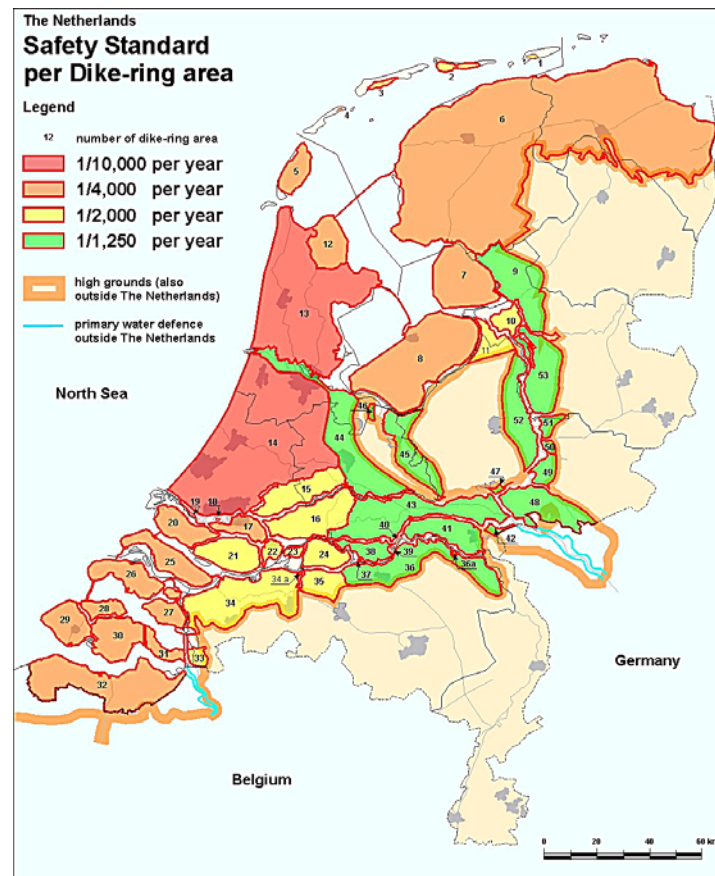 The Netherlands
Safety Standard
per Dike-ring area
Legend
12 number of dike-ring area
1/10,000 per year
1/4,000 per year
1/2,000 per year
1/1,250 per year
high grounds (also
outside The Netherlands)
primary water defence
outside The Netherlands
North Sea
Germany
Belgium
1
2
3
4
5
6
7
8
9
10
11
12
13
14
15
16
17
18
19
20
21
22
23
24
25
26
27
28
29
30
31
32
33
34
34 a
35
36
36a
37
38
39
40
41
42
43
44
45
46
47
48
49
50
51
52
53
0 20 40 60 km